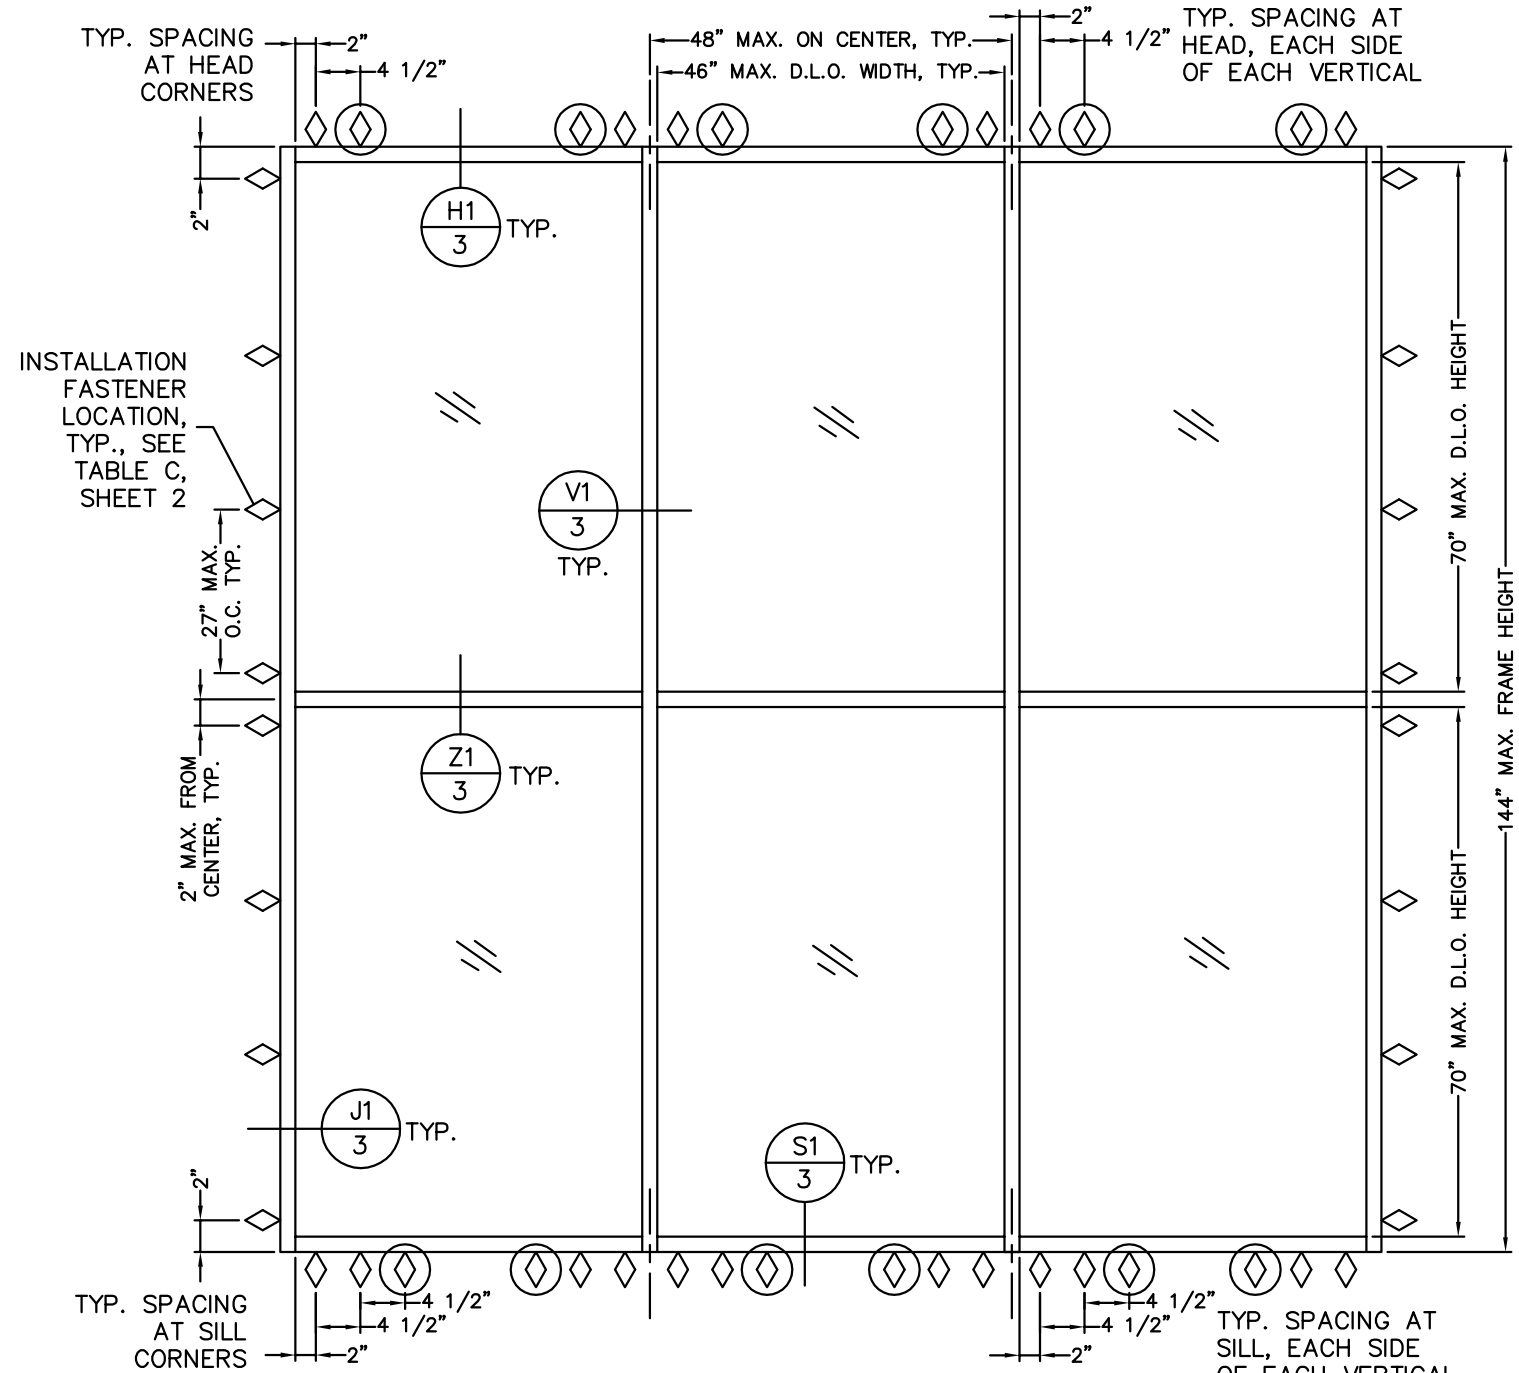 TYP. SPACING
AT HEAD
CORNERS
2"
4 1/2"
48" MAX. ON CENTER, TYP.
46" MAX. D.L.O. WIDTH, TYP.
2"
4 1/2"
TYP. SPACING AT
HEAD, EACH SIDE
OF EACH VERTICAL
2"
H1
3
TYP.
INSTALLATION
FASTENER
LOCATION,
TYP., SEE
TABLE C,
SHEET 2
V1
3
TYP.
27" MAX.
O.C. TYP.
70" MAX. D.L.O. HEIGHT
144" MAX. FRAME HEIGHT
Z1
3
TYP.
2" MAX. FROM
CENTER, TYP.
70" MAX. D.L.O. HEIGHT
J1
3
TYP.
S1
3
TYP.
2"
TYP. SPACING
AT SILL
CORNERS
4 1/2"
4 1/2"
2"
4 1/2"
4 1/2"
2"
TYP. SPACING AT
SILL, EACH SIDE
OF EACH VERTICAL